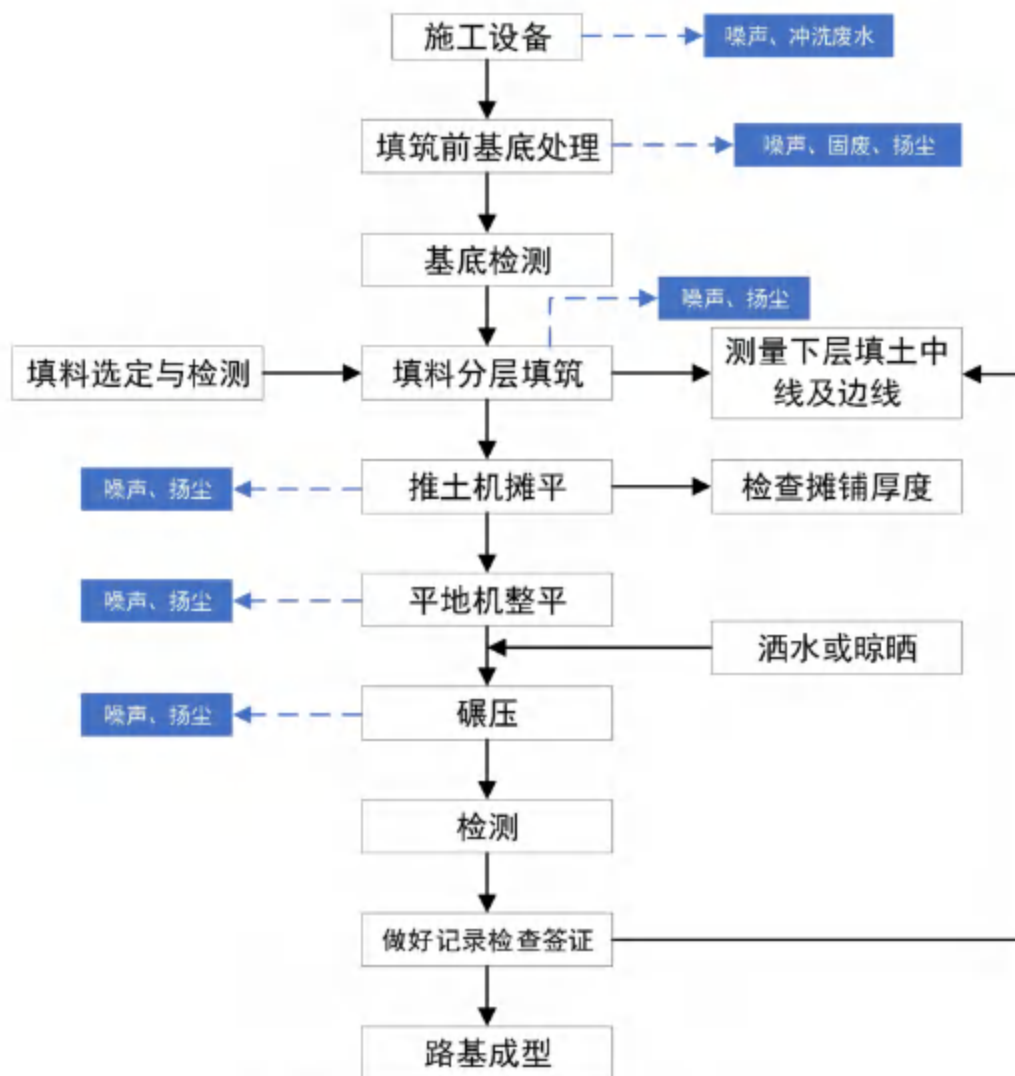 施工设备
噪声、冲洗废水
填筑前基底处理
噪声、固废、扬尘
基底检测
噪声、扬尘
填料选定与检测
填料分层填筑
测量下层填土中
线及边线
噪声、扬尘
推土机摊平
检查摊铺厚度
噪声、扬尘
平地机整平
洒水或晾晒
噪声、扬尘
碾压
检测
做好记录检查签证
路基成型